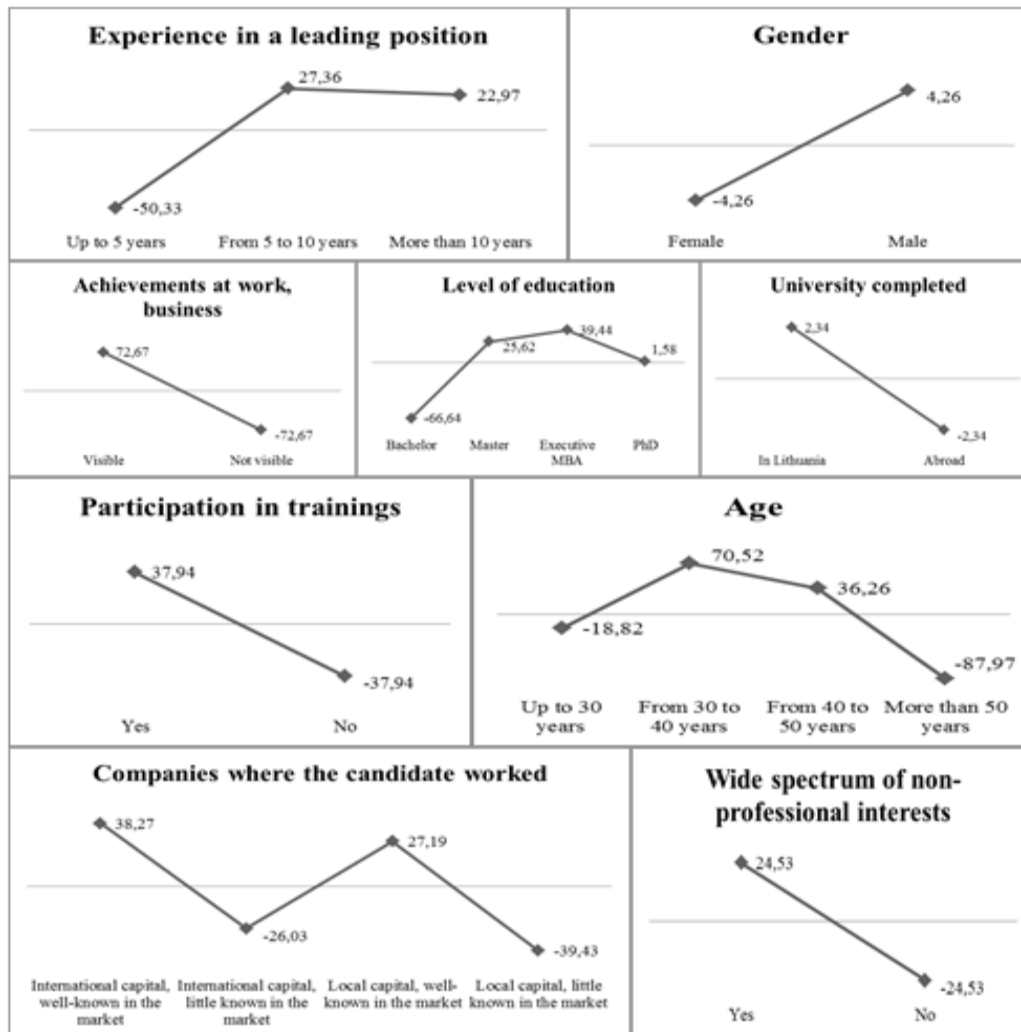 Experience in a leading position
27,36
22,97
-50,33
Up to 5 years From 5 to 10 years More than 10 years
Gender
4,26
-4,26
Female Male
Achievements at work,
business
72,67
-72,67
Visible Not visible
Level of education
39,44
25,62
1,58
-66,64
Bachelor Master Executive PhD
MBA
University completed
2,34
-2,34
In Lithuania Abroad
Participation in trainings
37,94
-37,94
Yes No
Age
70,52
36,26
-18,82
-87,97
Up to 30 From 30 to From 40 to More than 50
years 40 years 50 years years
Companies where the candidate worked
38,27
27,19
-26,03
-39,43
International capital, International capital, Local capital, well- Local capital, little
well-known in the little known in the known in the market known in the market
market market
Wide spectrum of non-
professional interests
24,53
-24,53
Yes No